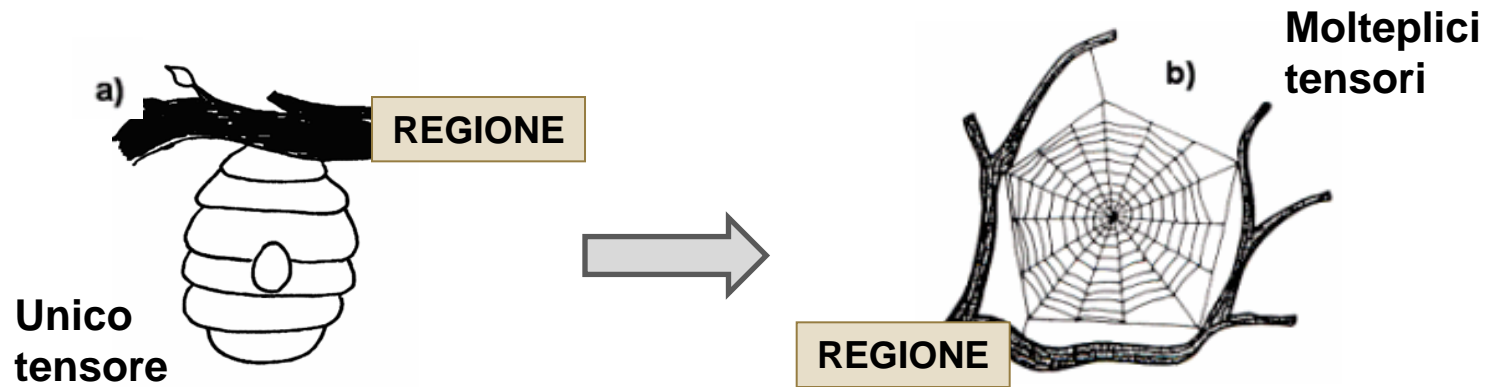 a)
REGIONE
Unico
tensore
Molteplici
tensori
b)
REGIONE